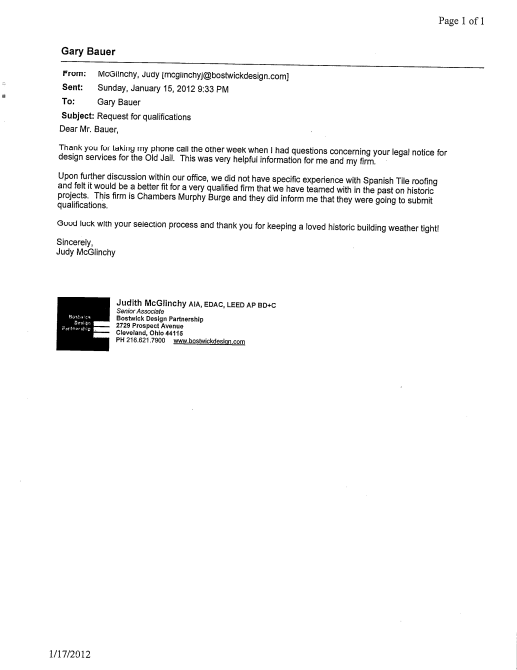 Page 1 of 1
Gary Bauer
From: McGlinchy, Judy [mcglinchyj@bostwickdesign.com]
Sent: Sunday, January 15, 2012 9:33 PM
To: Gary Bauer
Subject: Request for qualifications
Dear Mr. Bauer,
Thank you for taking my phone call the other week when I had questions concerning your legal notice for
design services for the Old Jail. This was very helpful information for me and my firm.
Upon further discussion within our office, we did not have specific experience with Spanish Tile roofing
and felt it would be a better fit for a very qualified firm that we have teamed with in the past on historic
projects. This firm is Chambers Murphy Burge and they did inform me that they were going to submit
qualifications.
Good luck with your selection process and thank you for keeping a loved historic building weather tight!
Sincerely,
Judy McGlinchy
Bostwick
Design
Partnership
Judith McGlinchy AIA, EDAC, LEED AP BD+C
Senior Associate
Bostwick Design Partnership
2729 Prospect Avenue
Cleveland, Ohio 44115
PH 216.621.7900 www.bostwickdesign.com
1/17/2012